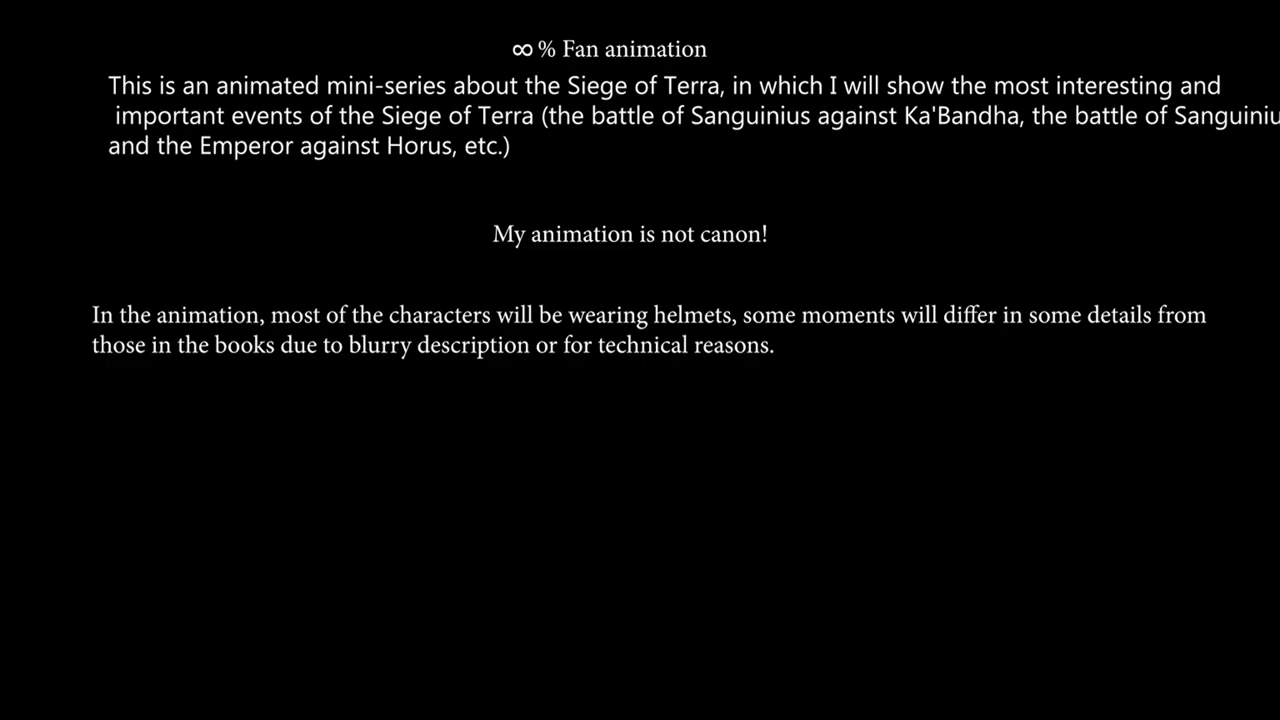 ∞ % Fan animation
This is an animated mini-series about the Siege of Terra, in which I will show the most interesting and
important events of the Siege of Terra (the battle of Sanguinius against Ka'Bandha, the battle of Sanguiniu
and the Emperor against Horus, etc.)
My animation is not canon!
In the animation, most of the characters will be wearing helmets, some moments will differ in some details from
those in the books due to blurry description or for technical reasons.